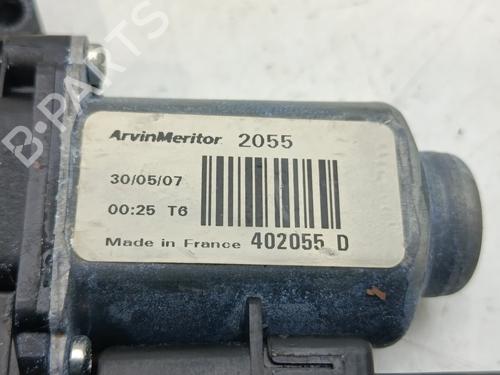 ArvinMeritor 2055
30/05/07
00:25 T6
Made in France 402055 D
B-PARTS